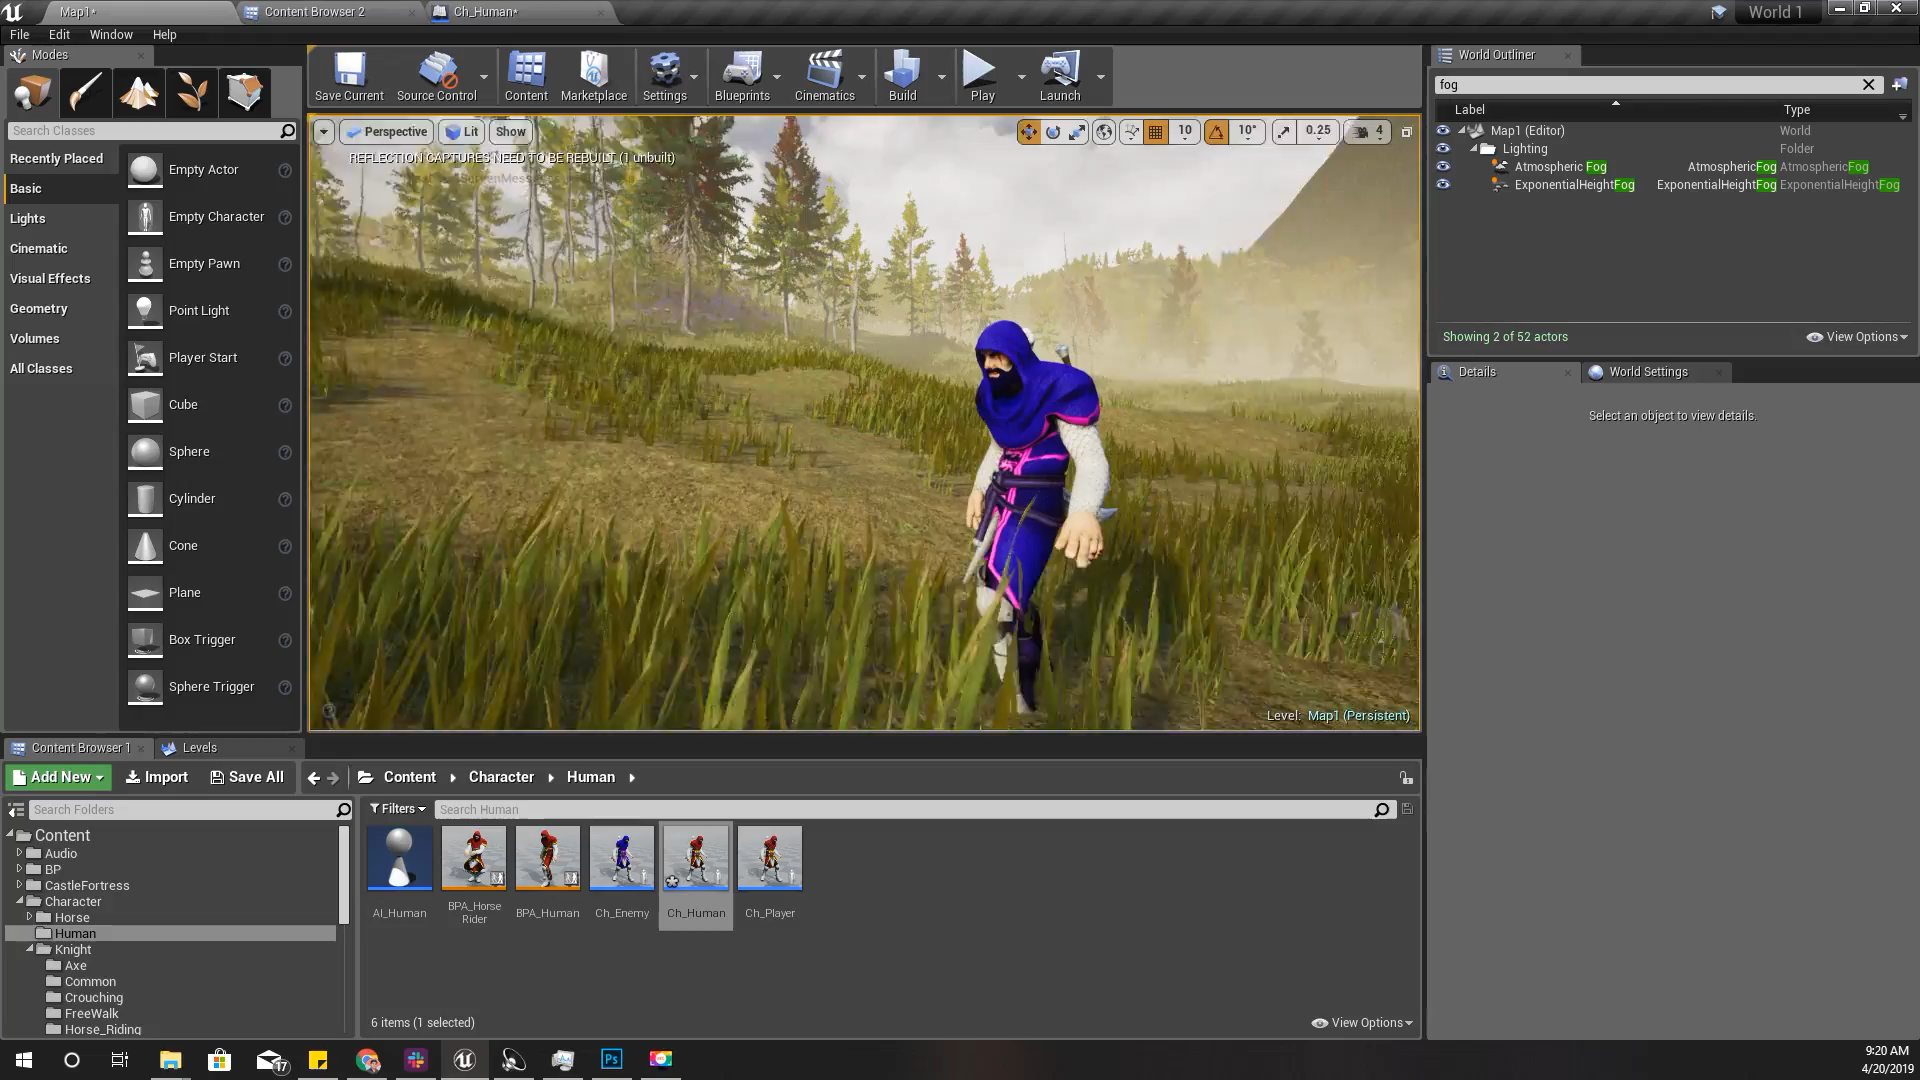 Map1*
Content Browser 2
Ch_Human*
World 1
File
Edit
Window
Help
Modes
Search Classes
Recently Placed
Basic
Lights
Cinematic
Visual Effects
Geometry
Volumes
All Classes
Empty Actor
Empty Character
Empty Pawn
Point Light
Player Start
Cube
Sphere
Cylinder
Cone
Plane
Box Trigger
Sphere Trigger
Save Current
Source Control
Content
Marketplace
Settings
Blueprints
Cinematics
Build
Play
Launch
Perspective
Lit
Show
10
10°
0.25
4
REFLECTION CAPTURES NEED TO BE REBUILT (1 unbuilt)
Level: Map1 (Persistent)
World Outliner
fog
Label
Type
Map1 (Editor)
World
Lighting
Folder
Atmospheric Fog
AtmosphericFog
AtmosphericFog
ExponentialHeightFog
ExponentialHeightFog
ExponentialHeightFog
Showing 2 of 52 actors
View Options
Details
World Settings
Select an object to view details.
Content Browser 1
Levels
Add New
Import
Save All
Content
Character
Human
Search Folders
Filters
Search Human
Content
Audio
BP
CastleFortress
Character
Horse
Human
Knight
Axe
Common
Crouching
FreeWalk
Horse_Riding
AI_Human
BPA_Horse
Rider
BPA_Human
Ch_Enemy
Ch_Human
Ch_Player
6 items (1 selected)
View Options
17
Ps
9:20 AM
4/20/2019